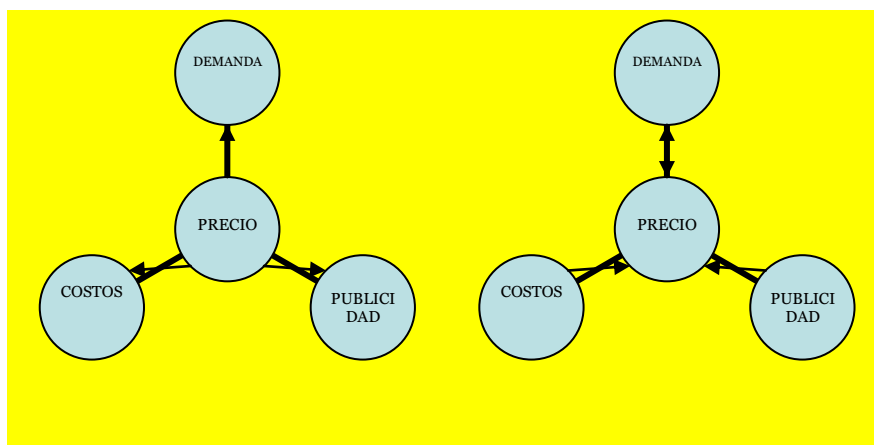 DEMANDA
PRECIO
COSTOS
PUBLICI
DAD
DEMANDA
PRECIO
COSTOS
PUBLICI
DAD